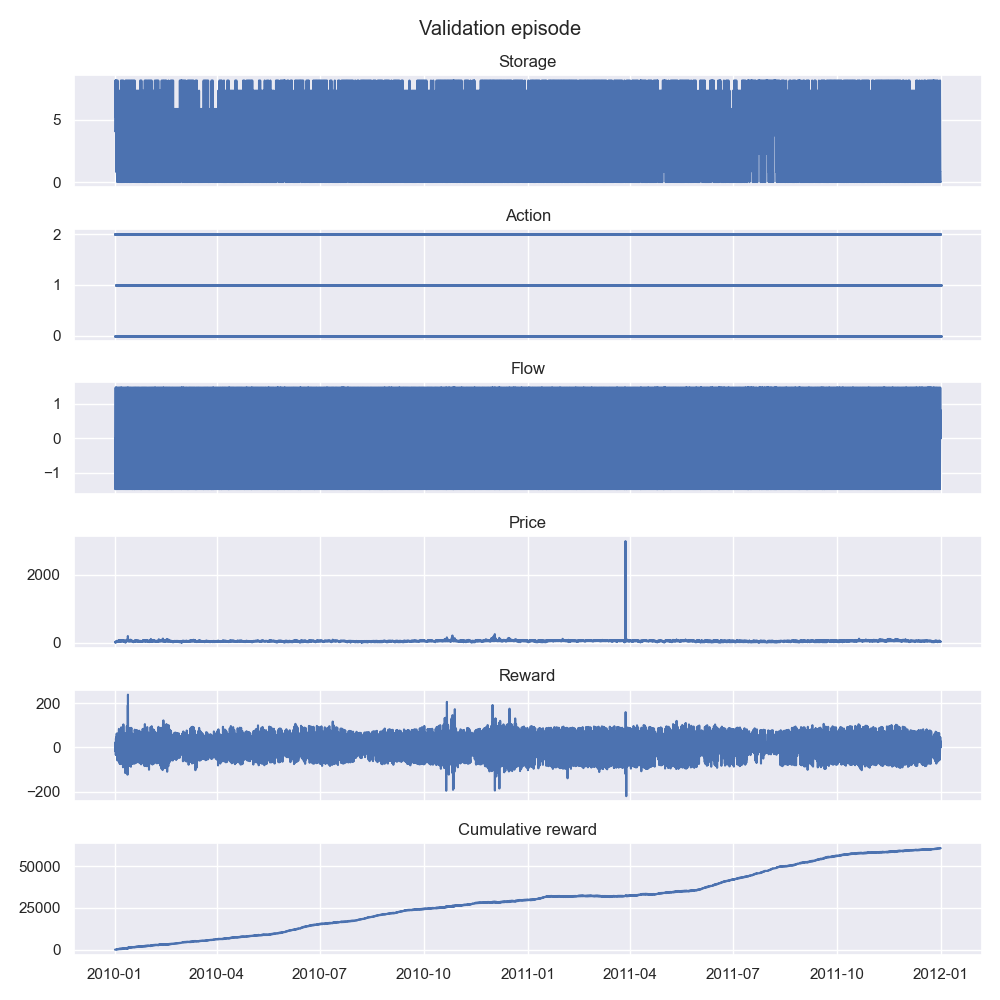 Validation episode
Storage
5
0
Action
2
1
0
Flow
1
0
−1
Price
2000
0
Reward
200
0
−200
Cumulative reward
50000
25000
0
2010-01 2010-04 2010-07 2010-10 2011-01 2011-04 2011-07 2011-10 2012-01